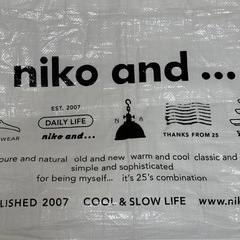 niko and ...
EST. 2007
DAILY LIFE
niko and...
N A
WEAR
THANKS FROM 25
pure and natural old and new warm and cool classic and
simple and sophisticated
for being myself... it's 25's combination
LISHED 2007 COOL & SLOW LIFE www.nik